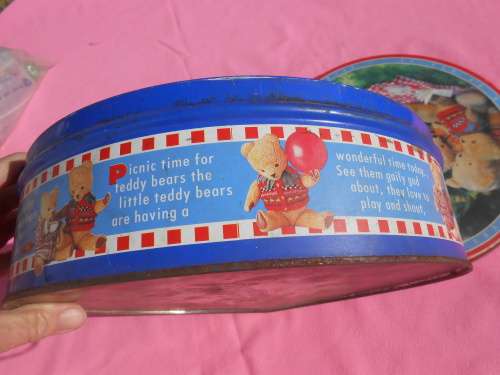 Picnic time for
teddy bears the
little teddy bears
are having a
wonderful time today.
See them gaily gad
about, they love to
play and shout,